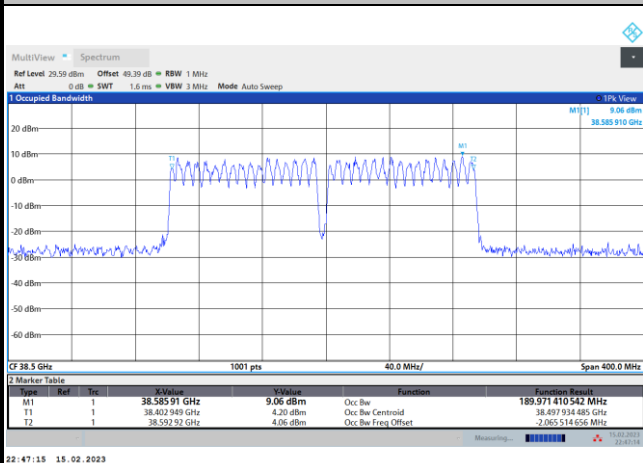 MultiView Spectrum
Ref Level 29.59 dBm Offset 49.39 dB RBW 1 MHz
Att 0 dB SWT 1.6 ms VBW 3 MHz Mode Auto Sweep
1 Occupied Bandwidth 1Pk View
M1[1] 9.06 dBm
38.585 910 GHz
20 dBm
M1
10 dBm
T1 T2
0 dBm
-10 dBm
-20 dBm
-30 dBm
-40 dBm
-50 dBm
-60 dBm
CF 38.5 GHz 1001 pts 40.0 MHz/ Span 400.0 MHz
2 Marker Table
Type Ref Trc X-Value Y-Value Function Function Result
M1 1 38.585 91 GHz 9.06 dBm Occ Bw 189.971 410 542 MHz
T1 1 38.402 949 GHz 4.20 dBm Occ Bw Centroid 38.497 934 485 GHz
T2 1 38.592 92 GHz 4.06 dBm Occ Bw Freq Offset -2.065 514 656 MHz
Measuring... 15.02.2023
22:47:14
22:47:15 15.02.2023